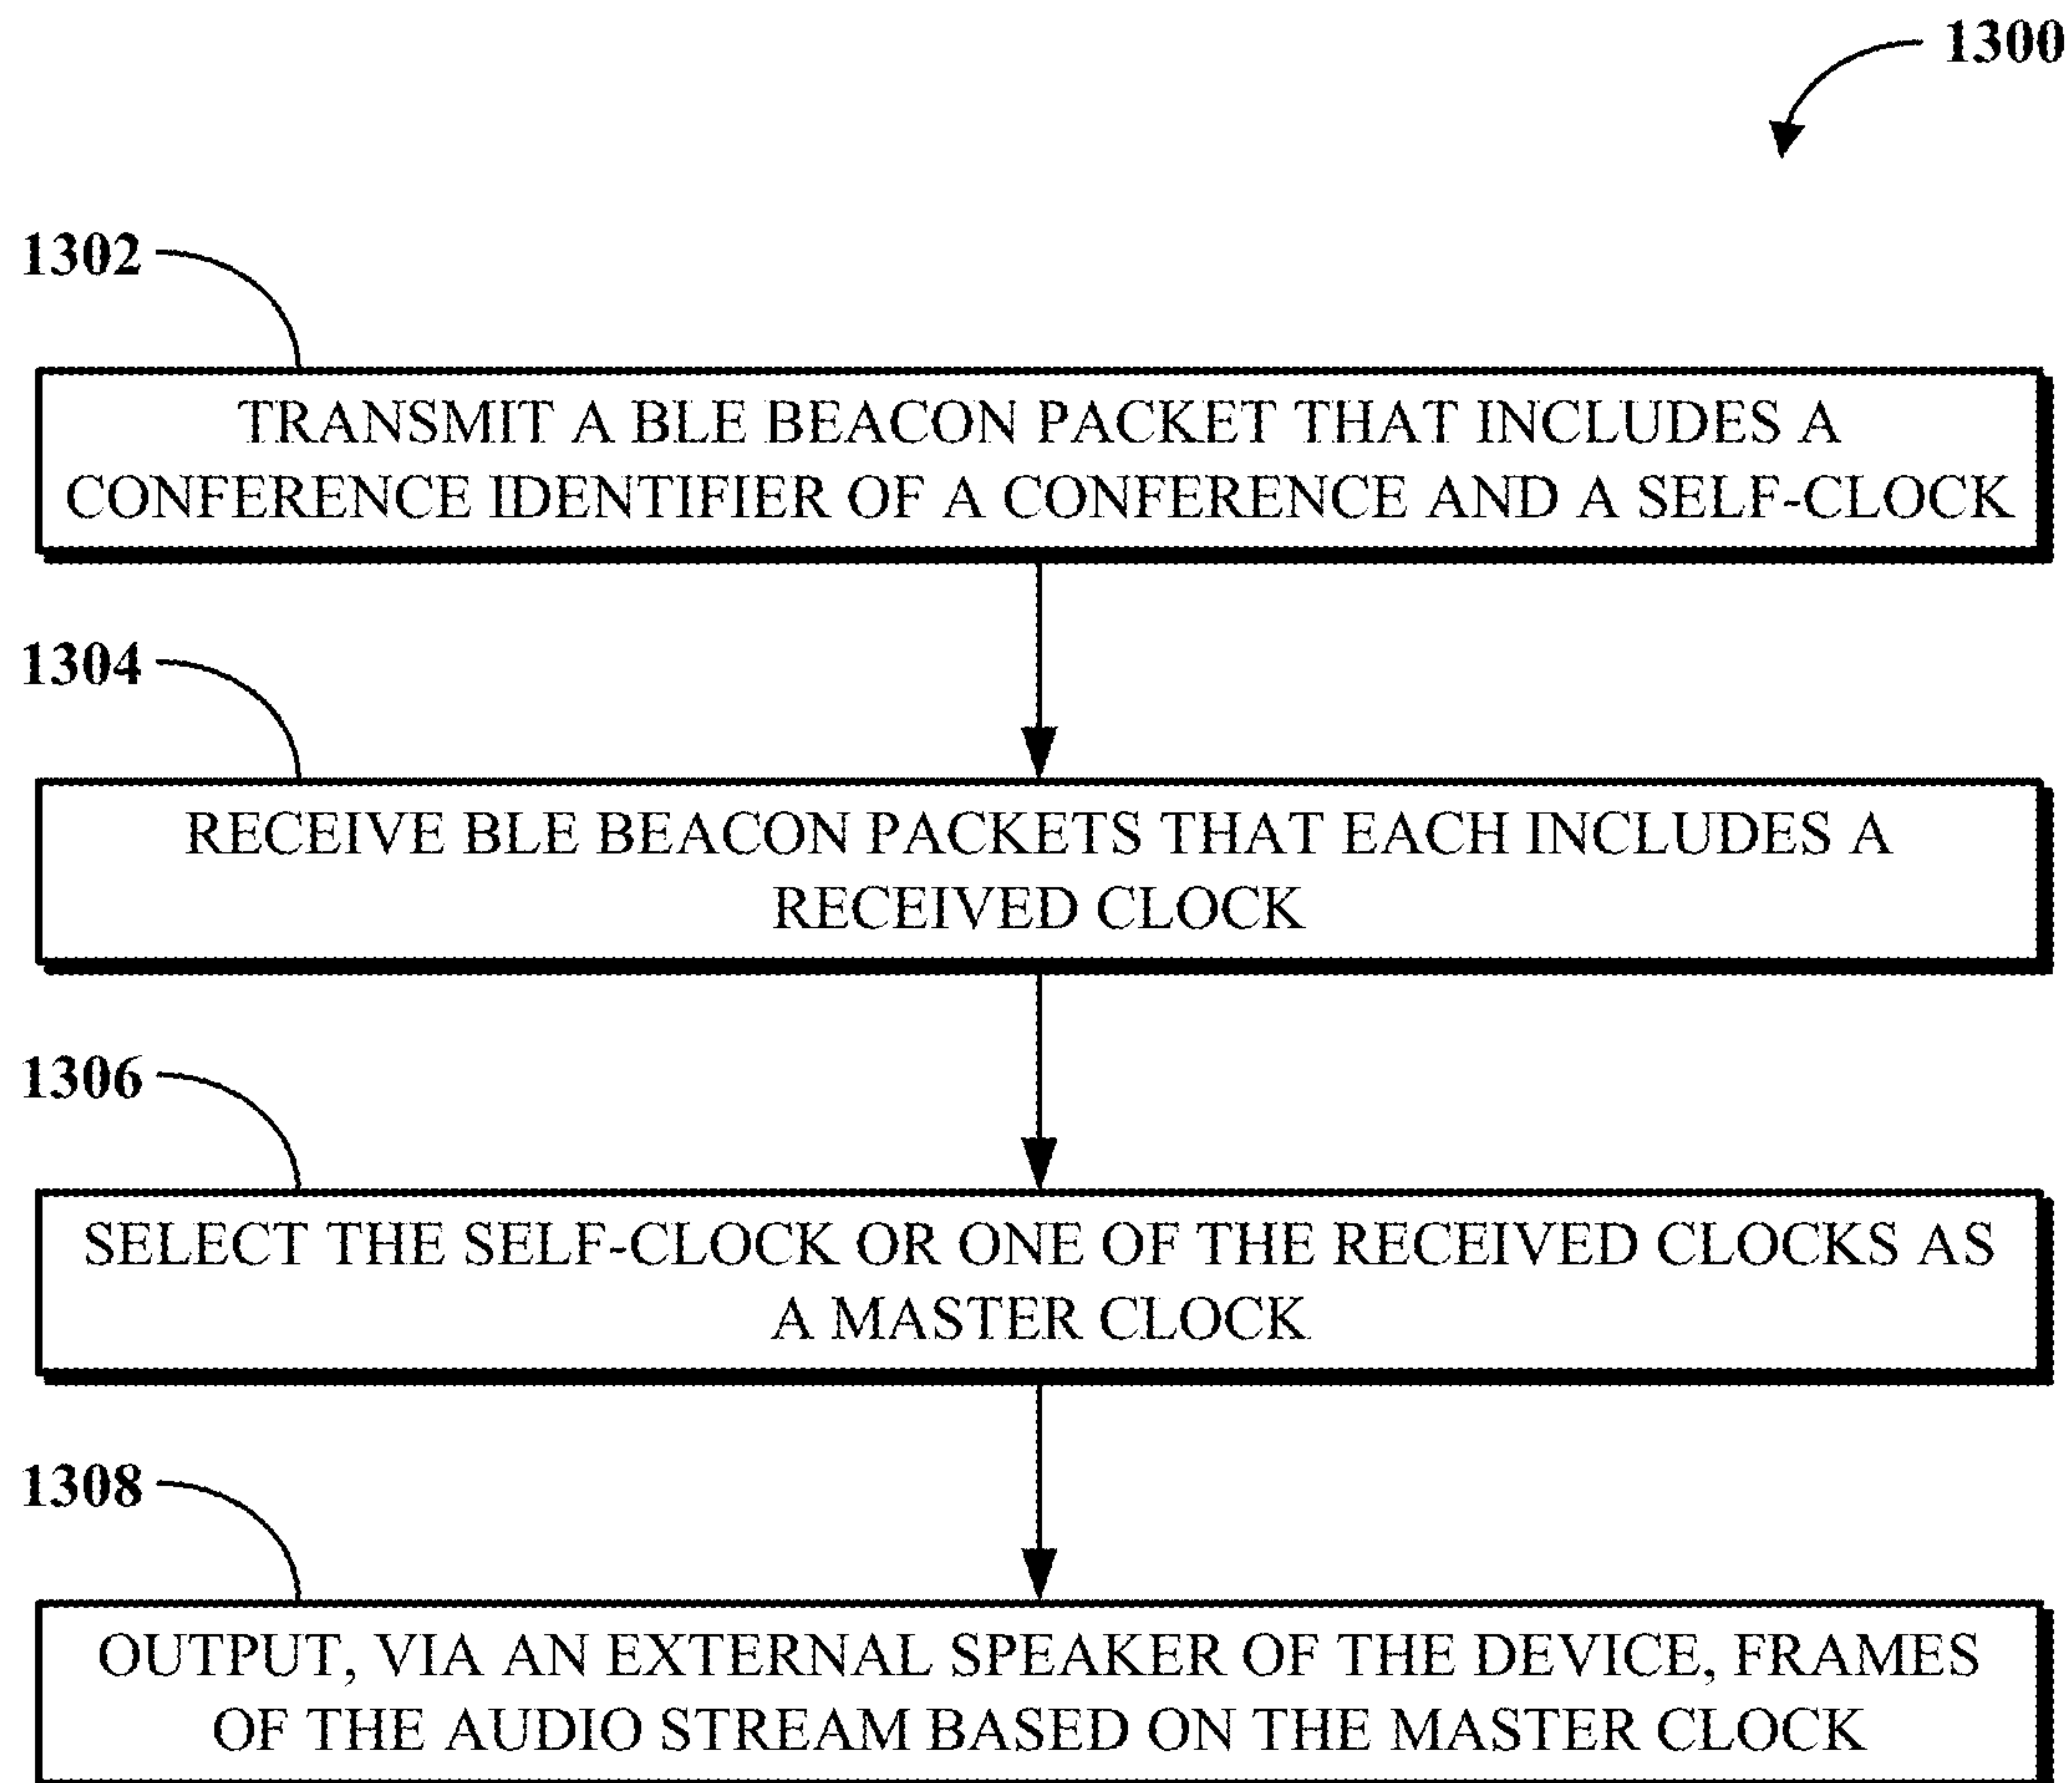 1300
1302
TRANSMIT A BLE BEACON PACKET THAT INCLUDES A
CONFERENCE IDENTIFIER OF A CONFERENCE AND A SELF-CLOCK
1304
RECEIVE BLE BEACON PACKETS THAT EACH INCLUDES A
RECEIVED CLOCK
1306
SELECT THE SELF-CLOCK OR ONE OF THE RECEIVED CLOCKS AS
A MASTER CLOCK
1308
OUTPUT, VIA AN EXTERNAL SPEAKER OF THE DEVICE, FRAMES
OF THE AUDIO STREAM BASED ON THE MASTER CLOCK